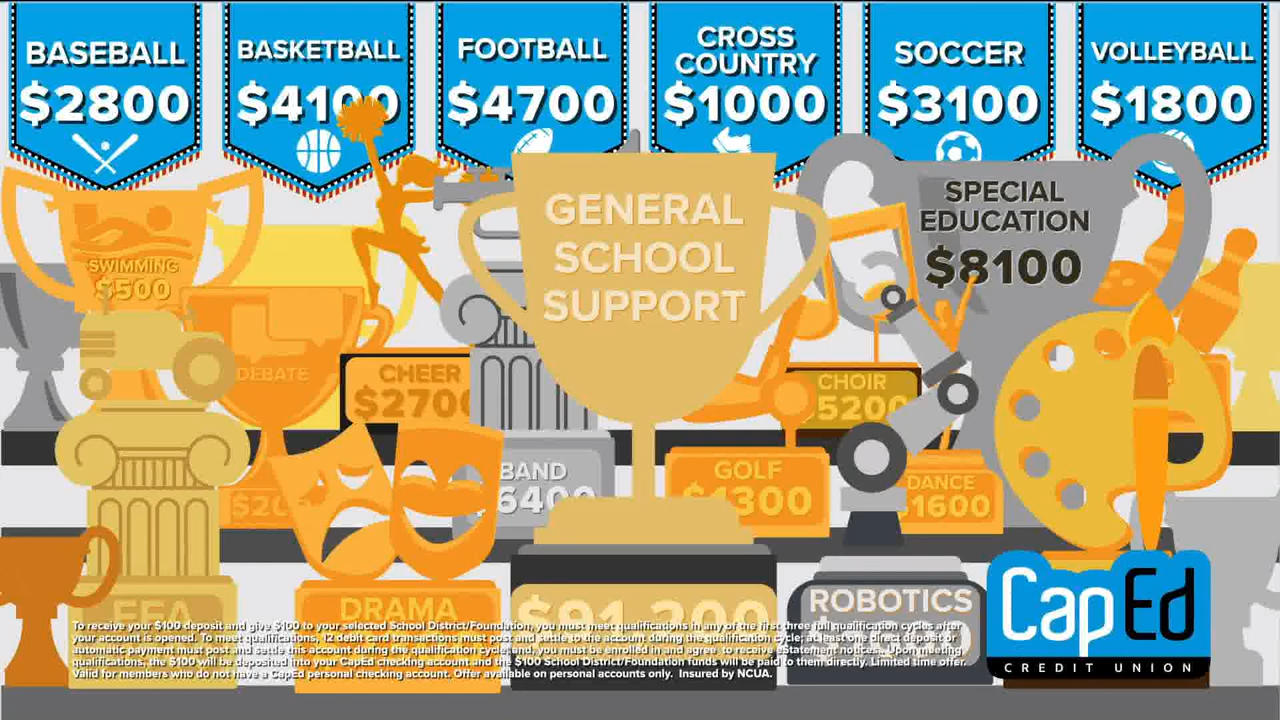 BASEBALL
$2800
BASKETBALL
$4100
FOOTBALL
$4700
CROSS
COUNTRY
$1000
SOCCER
$3100
VOLLEYBALL
$1800
SWIMMING
$500
GENERAL
SCHOOL
SUPPORT
SPECIAL
EDUCATION
$8100
DEBATE
CHEER
$2700
CHOIR
5200
BAND
GOLF
$1300
DANCE
$1600
DRAMA
$91,200
ROBOTICS
To receive your $100 deposit and give $100 to your selected School District/Foundation, you must meet qualifications in any of the first three full qualification cycles after
your account is opened. To meet qualifications, 12 debit card transactions must post and settle to the account during the qualification cycle; at least one direct deposit or
automatic payment must post and settle this account during the qualification cycle; and, you must be enrolled in and agree, to receive eStatement notices. Upon meeting
qualifications, the $100 will be deposited into your CapEd checking account and the $100 School District/Foundation funds will be paid to them directly. Limited time offer.
Valid for members who do not have a CapEd personal checking account. Offer available on personal accounts only. Insured by NCUA.
CapEd
CREDIT UNION